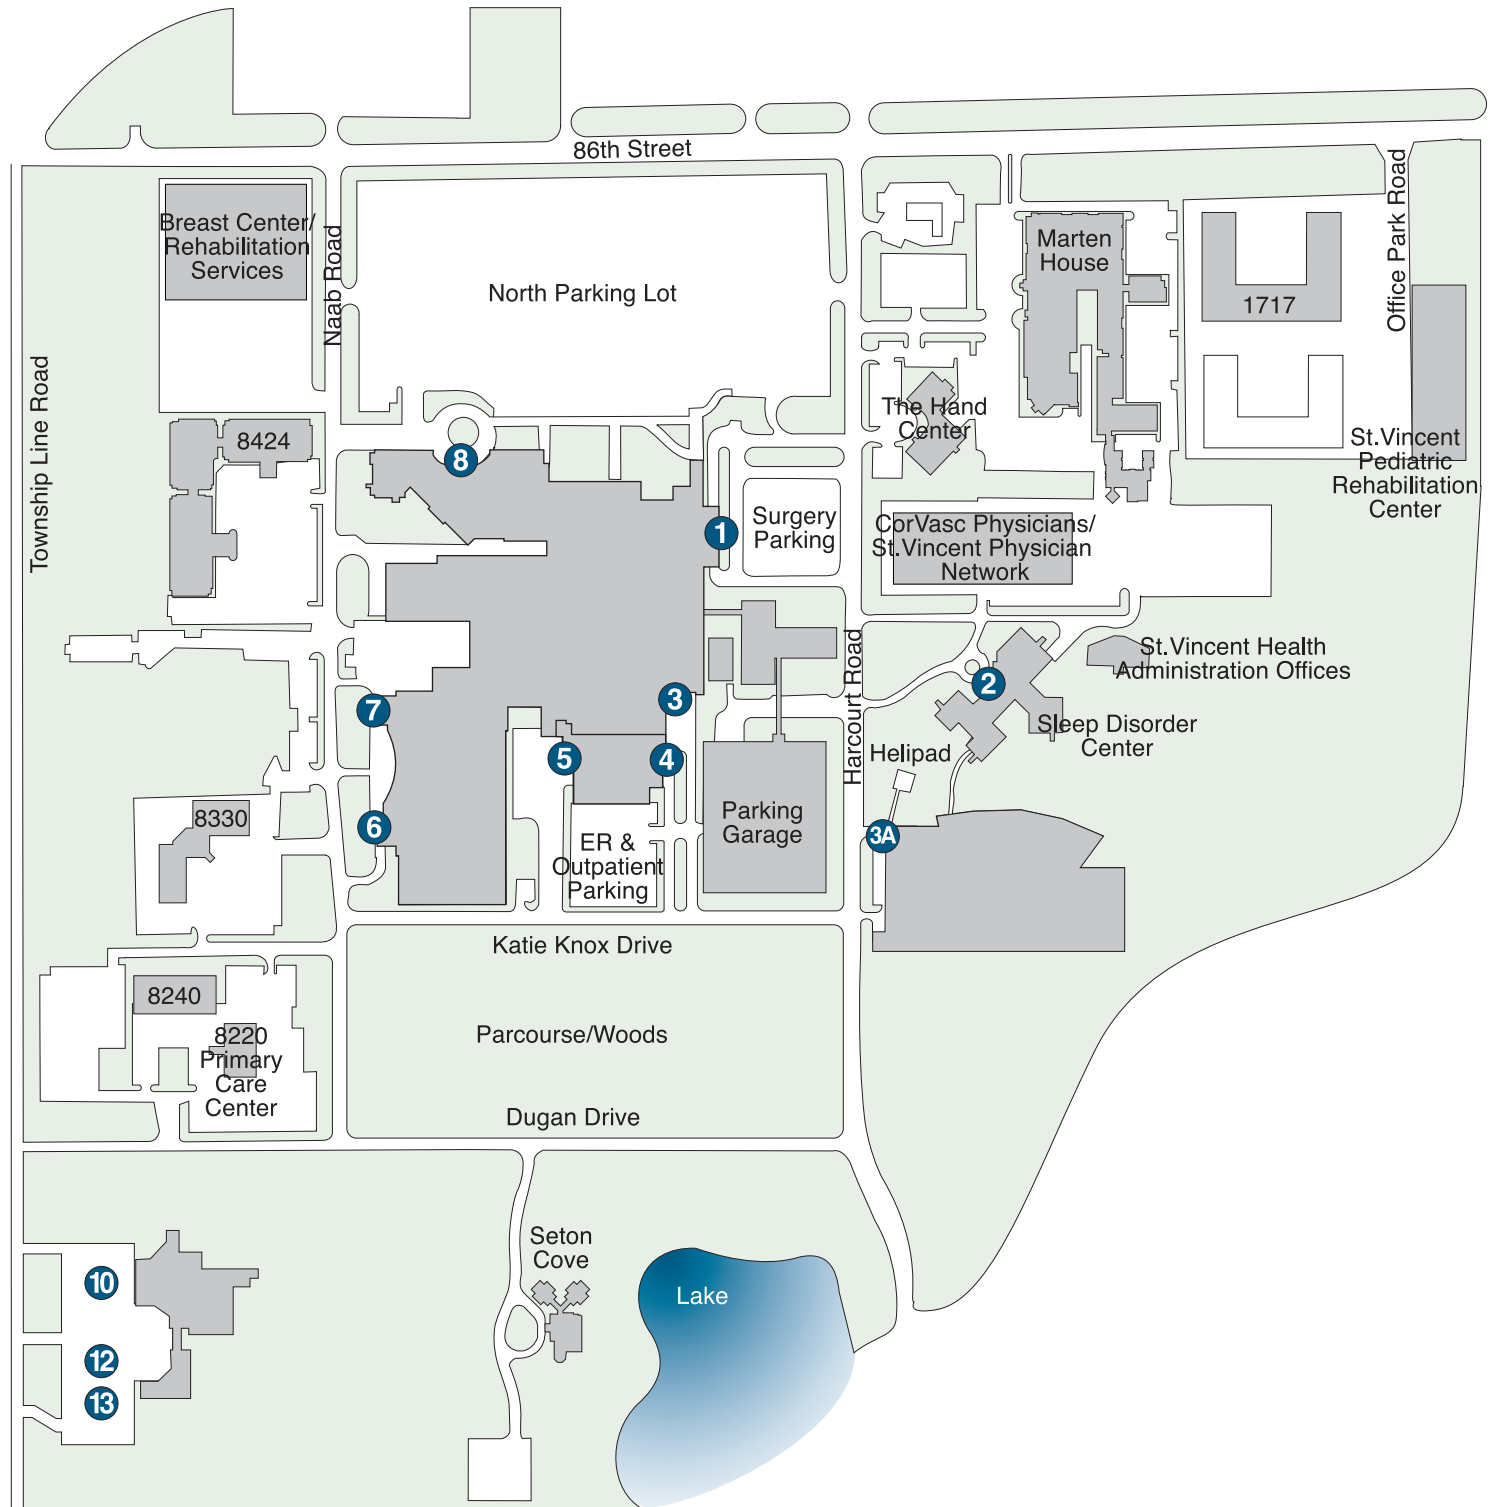 86th Street
Breast Center/
Rehabilitation
Services
Naab Road
North Parking Lot
Marten
House
1717
Office Park Road
Township Line Road
8424
8
The Hand
Center
St.Vincent
Pediatric
Rehabilitation
Center
1
Surgery
Parking
CorVasc Physicians/
St.Vincent Physician
Network
Harcourt Road
St.Vincent Health
Administration Offices
2
Sleep Disorder
Center
7
3
5
4
Helipad
8330
6
ER &
Outpatient
Parking
Parking
Garage
3A
Katie Knox Drive
8240
8220
Primary
Care
Center
Parcourse/Woods
Dugan Drive
Seton
Cove
Lake
10
12
13